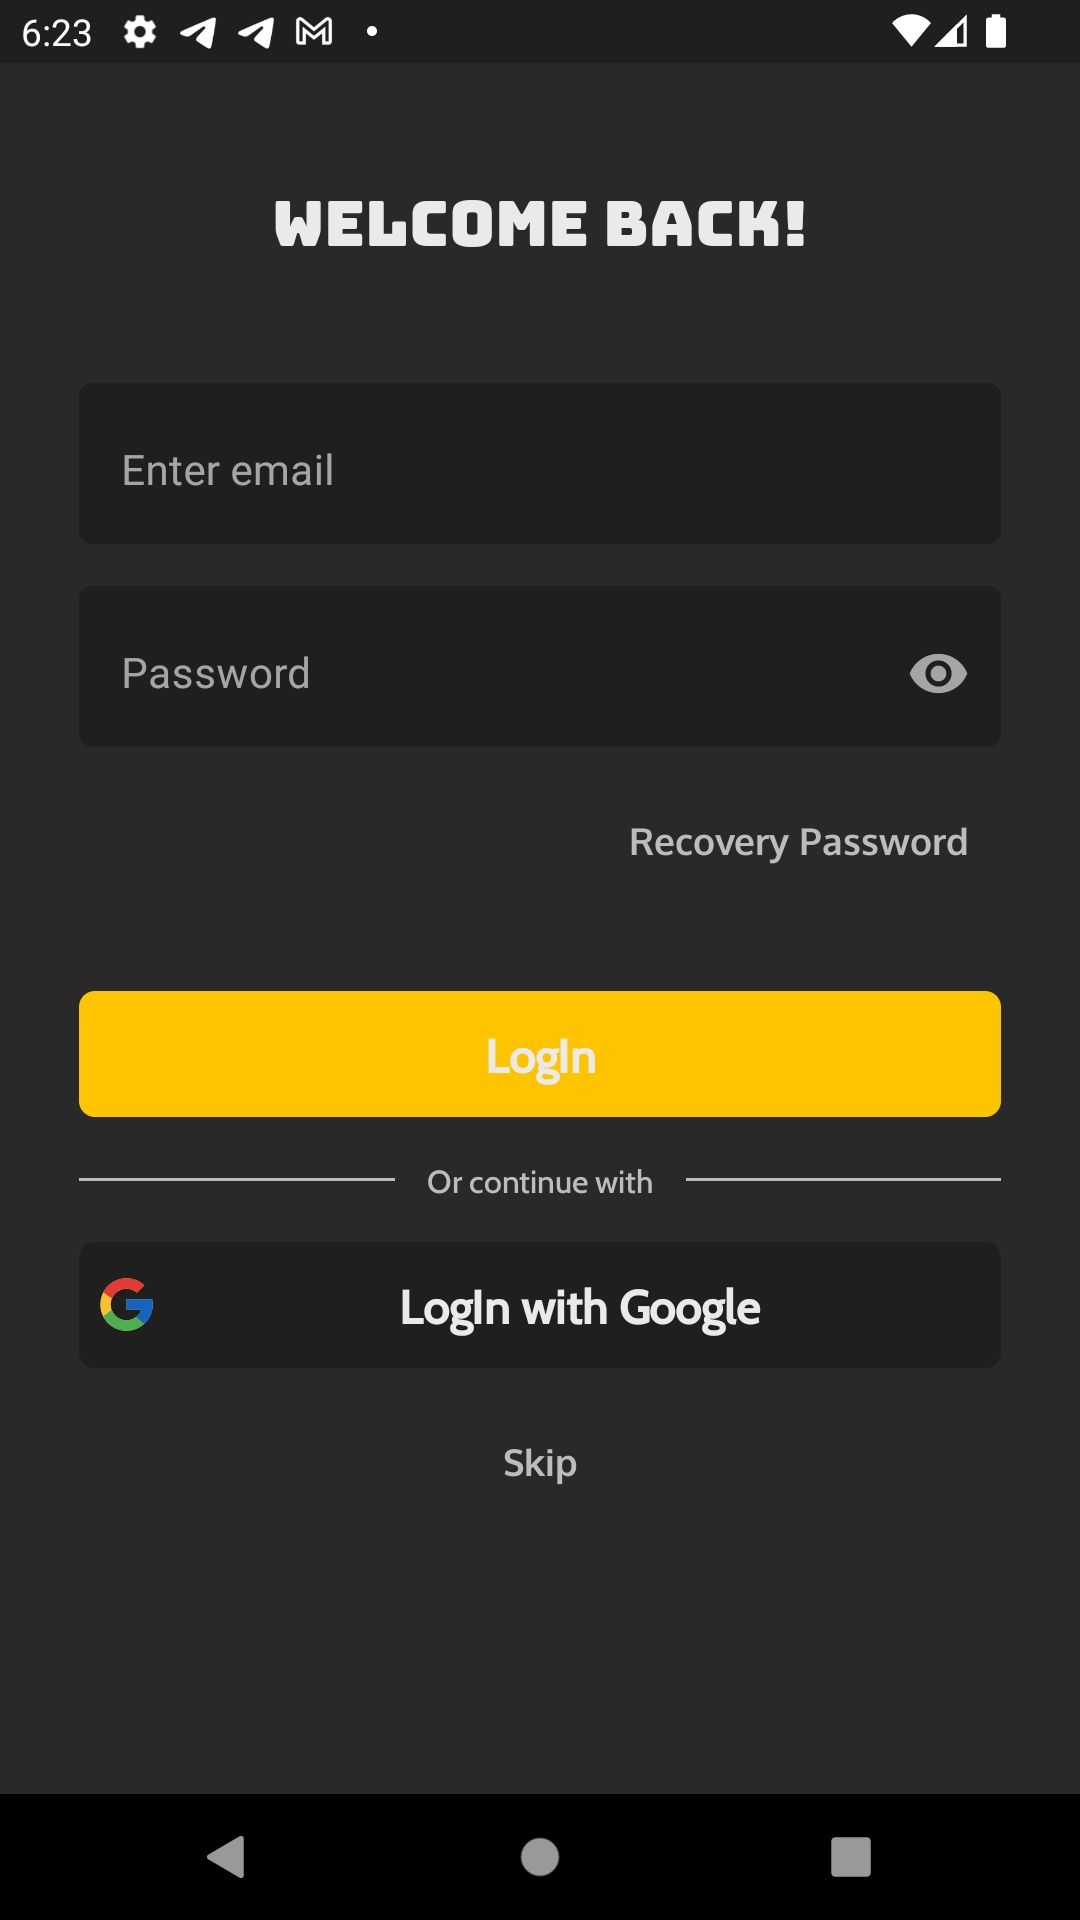 6:23
WELCOME BACK!
Enter email
Password
Recovery Password
LogIn
Or continue with
LogIn with Google
Skip